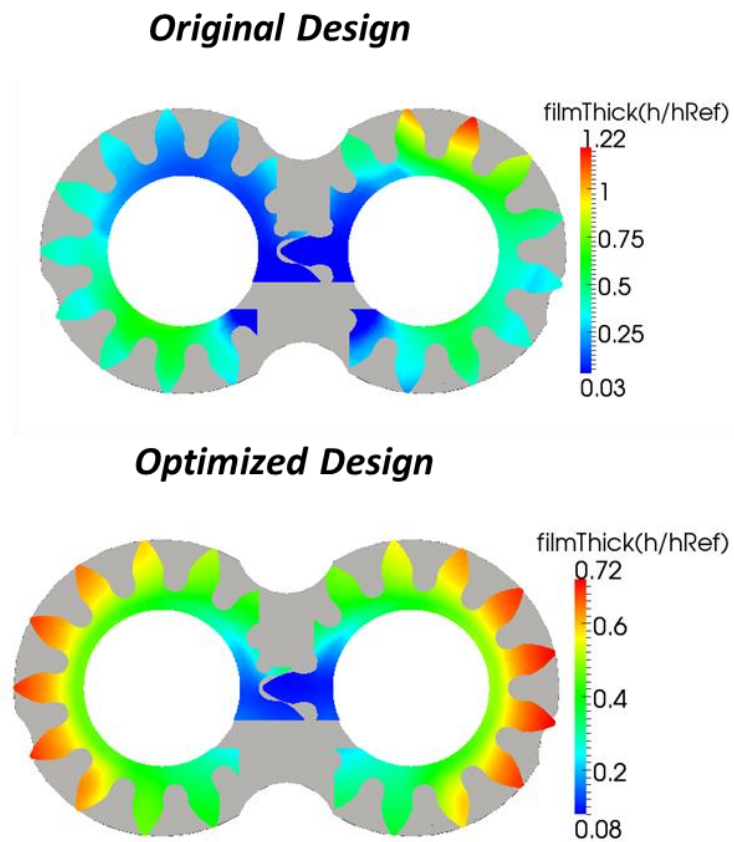 Original Design
filmThick(h/hRef)
1.22
1
0.75
0.5
0.25
0.03
Optimized Design
filmThick(h/hRef)
0.72
0.6
0.4
0.2
0.08